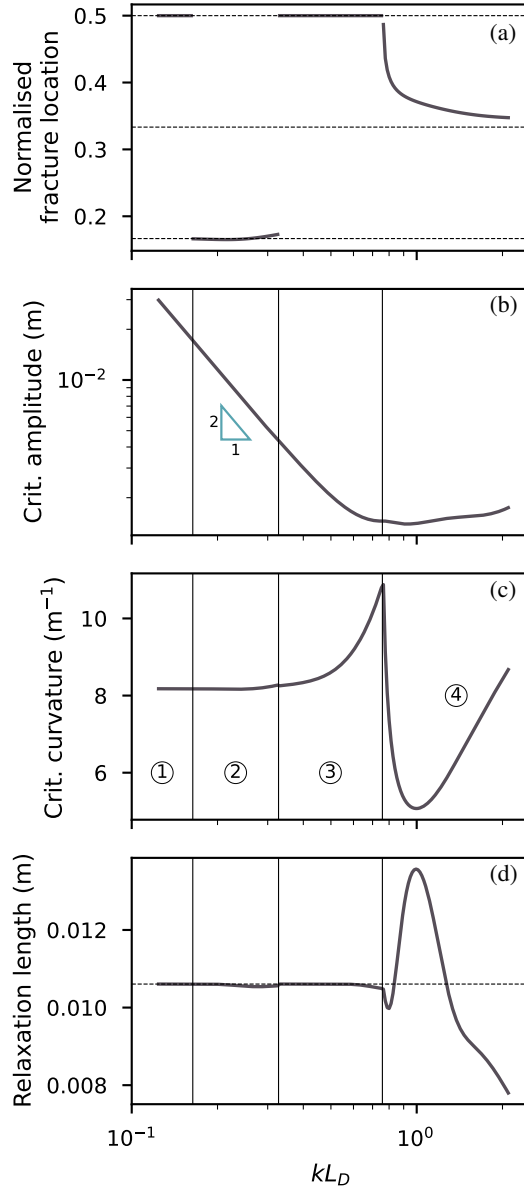 (a)
0.5
0.4
0.3
0.2
Normalised
fracture location
(b)
10⁻²
2
1
Crit. amplitude (m)
(c)
10
8
6
① ② ③ ④
Crit. curvature (m⁻¹)
(d)
0.012
0.010
0.008
Relaxation length (m)
10⁻¹ 10⁰
kL_D